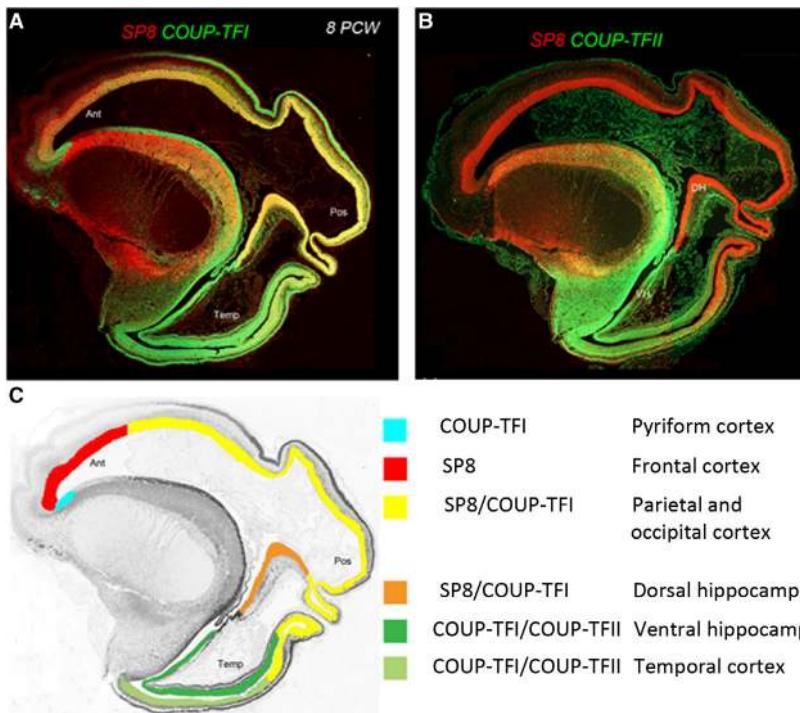 A
SP8 COUP-TFI
8 PCW
Ant
Pos
Temp
B
SP8 COUP-TFII
DH
VH
C
Ant
Pos
Temp
COUP-TFI Pyriform cortex
SP8 Frontal cortex
SP8/COUP-TFI Parietal and
occipital cortex
SP8/COUP-TFI Dorsal hippocamp
COUP-TFI/COUP-TFII Ventral hippocamp
COUP-TFI/COUP-TFII Temporal cortex